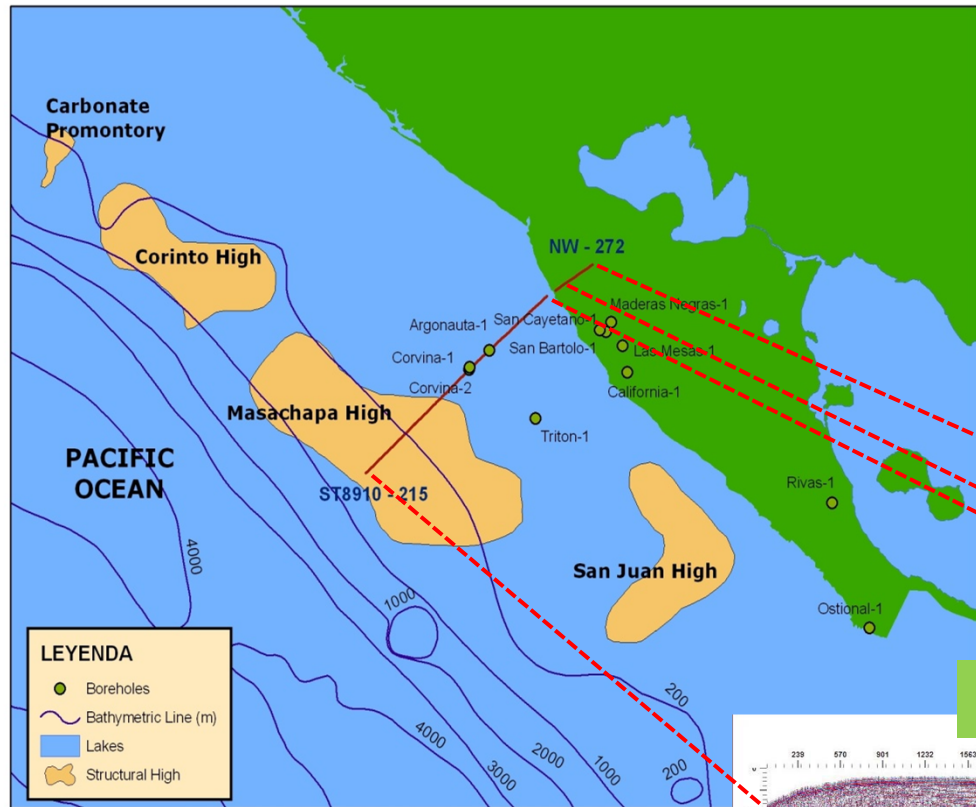 Carbonate
Promontory
Corinto High
NW - 272
Maderas Negras-1
San Cayetano-1
Argonauta-1
San Bartolo-1
Las Mesas-1
Corvina-1
Corvina-2
California-1
Masachapa High
Triton-1
PACIFIC
OCEAN
ST8910 - 215
Rivas-1
4000
San Juan High
1000
Ostional-1
LEYENDA
Boreholes
Bathymetric Line (m)
Lakes
Structural High
200
4000
3000
2000
1000
200
239 570 901 1232 1563